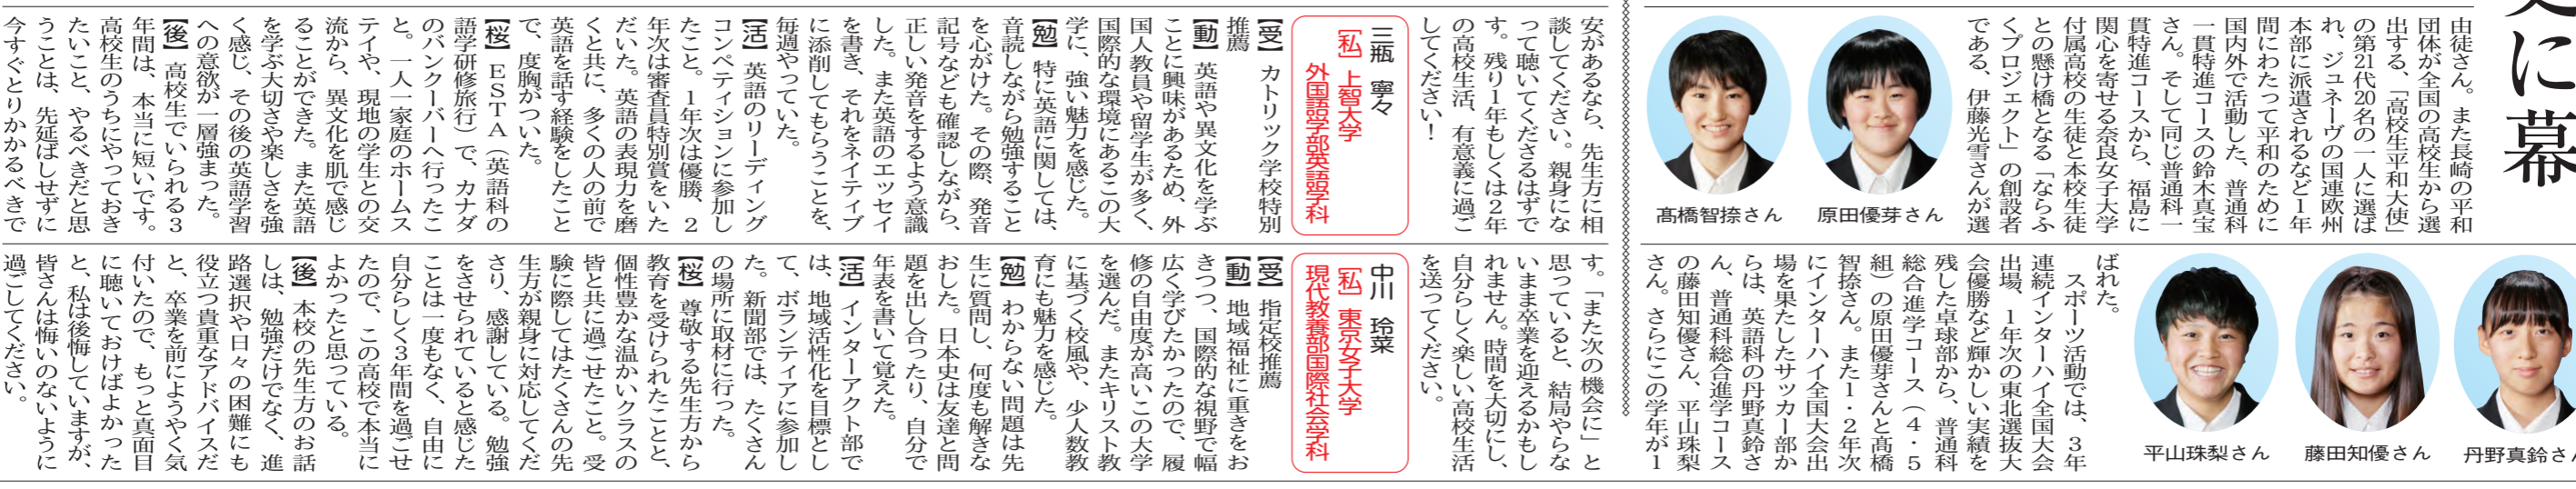 更に幕
由徒さん。また長崎の平和
団体が全国の高校生から選
出する、「高校生平和大使」
の第21代20名の一人に選ば
れ、ジュネーヴの国連欧州
本部に派遣されるなど1年
間にわたって平和のために
国内外で活動した、普通科
一貫特進コースの鈴木真宝
さん。そして同じ普通科一
貫特進コースから、福島に
関心を寄せる奈良女子大学
付属高校の生徒と本校生徒
との懸け橋となる「ならふ
くプロジェクト」の創設者
である、伊藤光雪さんが選
原田優芽さん
髙橋智捺さん
ばれた。
スポーツ活動では、3年
連続インターハイ全国大会
出場、1年次の東北選抜大
会優勝など輝かしい実績を
残した卓球部から、普通科
総合進学コース(4・5
組)の原田優芽さんと髙橋
智捺さん。また1・2年次
にインターハイ全国大会出
場を果たしたサッカー部か
らは、英語科の丹野真鈴さ
ん、普通科総合進学コース
の藤田知優さん、平山珠梨
さん。さらにこの学年が1
丹野真鈴さん
藤田知優さん
平山珠梨さん
安があるなら、先生方に相
談してください。親身にな
って聴いてくださるはずで
す。残り1年もしくは2年
の高校生活、有意義に過ご
してください!
三瓶 寧々
[私]上智大学
外国語学部英語学科
【受】カトリック学校特別
推薦
【動】英語や異文化を学ぶ
ことに興味があるため、外
国人教員や留学生が多く、
国際的な環境にあるこの大
学に、強い魅力を感じた。
【勉】特に英語に関しては、
音読しながら勉強すること
を心がけた。その際、発音
記号なども確認しながら、
正しい発音をするよう意識
した。また英語のエッセイ
を書き、それをネイティブ
に添削してもらうことを、
毎週やっていた。
【活】英語のリーディング
コンペティションに参加し
たこと。1年次は優勝、2
年次は審査員特別賞をいた
だいた。英語の表現力を磨
くと共に、多くの人の前で
英語を話す経験をしたこと
で、度胸がついた。
【桜】ESTA(英語科の
語学研修旅行)で、カナダ
のバンクーバーへ行ったこ
と。一人一家庭のホームス
テイや、現地の学生との交
流から、異文化を肌で感じ
ることができた。また英語
を学ぶ大切さや楽しさを強
く感じ、その後の英語学習
への意欲が一層強まった。
【後】高校生でいられる3
年間は、本当に短いです。
高校生のうちにやっておき
たいこと、やるべきだと思
うことは、先延ばしせずに
今すぐとりかかるべきで
す。「また次の機会に」と
思っていると、結局やらな
いまま卒業を迎えるかもし
れません。時間を大切にし、
自分らしく楽しい高校生活
を送ってください。
中川 玲菜
[私]東京女子大学
現代教養部国際社会学科
【受】指定校推薦
【動】地域福祉に重きをお
きつつ、国際的な視野で幅
広く学びたかったので、履
修の自由度が高いこの大学
を選んだ。またキリスト教
に基づく校風や、少人数教
育にも魅力を感じた。
【勉】わからない問題は先
生に質問し、何度も解きな
おした。日本史は友達と問
題を出し合ったり、自分で
年表を書いて覚えた。
【活】インターアクト部で
は、地域活性化を目標とし
て、ボランティアに参加し
た。新聞部では、たくさん
の場所に取材に行った。
【桜】尊敬する先生方から
教育を受けられたことと、
個性豊かな温かいクラスの
皆と共に過ごせたこと。受
験に際してはたくさんの先
生方が親身に対応してくだ
さり、感謝している。勉強
をさせられていると感じた
ことは一度もなく、自由に
自分らしく3年間を過ごせ
たので、この高校で本当に
よかったと思っている。
【後】本校の先生方のお話
しは、勉強だけでなく、進
路選択や日々の困難にも
役立つ貴重なアドバイスだ
と、卒業を前にようやく気
付いたので、もっと真面目
に聴いておけばよかった
と、私は後悔していますが、
皆さんは悔いのないように
過ごしてください。